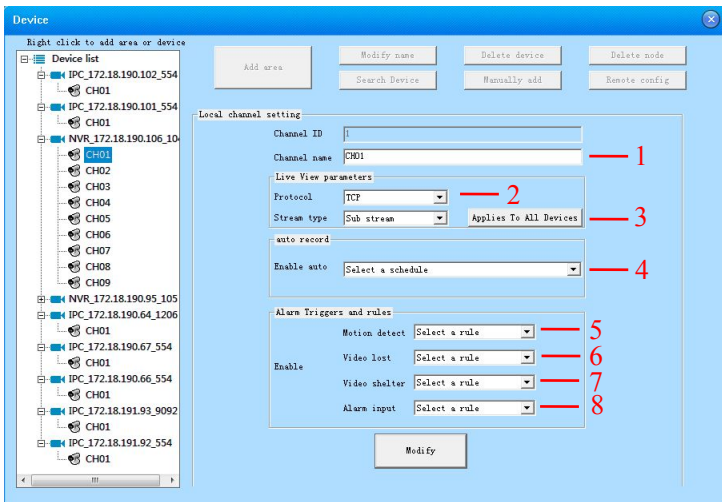 Device
Right click to add area or device
Device list
IPC_172.18.190.102_554
CH01
IPC_172.18.190.101_554
CH01
NVR_172.18.190.106_10
CH01
CH02
CH03
CH04
CH05
CH06
CH07
CH08
CH09
NVR_172.18.190.95_105
IPC_172.18.190.64_1206
CH01
IPC_172.18.190.67_554
CH01
IPC_172.18.190.66_554
CH01
IPC_172.18.191.93_9092
CH01
IPC_172.18.191.92_554
CH01
Add area
Modify name
Delete device
Delete node
Search Device
Manually add
Remote config
Local channel setting
Channel ID 1
Channel name CH01 1
Live View parameters
Protocol TCP 2
Stream type Sub stream Applies To All Devices 3
auto record
Enable auto Select a schedule 4
Alarm Triggers and rules
Enable
Motion detect Select a rule 5
Video lost Select a rule 6
Video shelter Select a rule 7
Alarm input Select a rule 8
Modify